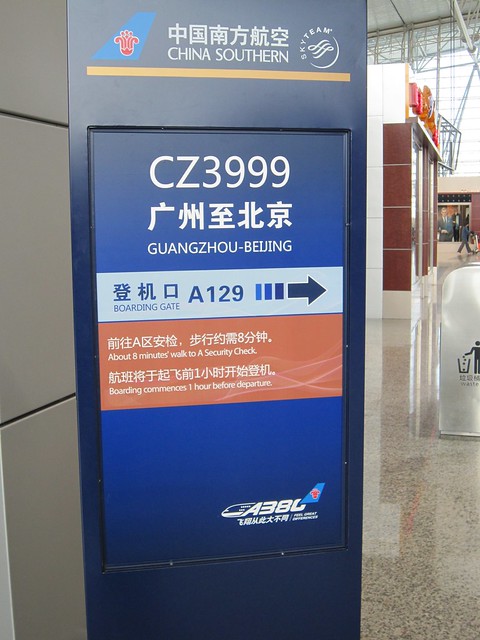 中国南方航空
CHINA SOUTHERN
SKYTEAM
CZ3999
广州至北京
GUANGZHOU-BEIJING
登机口 A129
BOARDING GATE
前往A区安检，步行约需8分钟。
About 8 minutes' walk to A Security Check.
航班将于起飞前1小时开始登机。
Boarding commences 1 hour before departure.
A380
飞翔从此大不同 FEEL GREAT DIFFERENCES